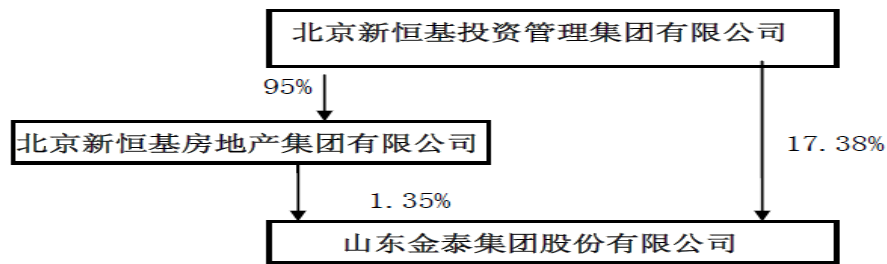 北京新恒基投资管理集团有限公司
95%
北京新恒基房地产集团有限公司
17.38%
1.35%
山东金泰集团股份有限公司